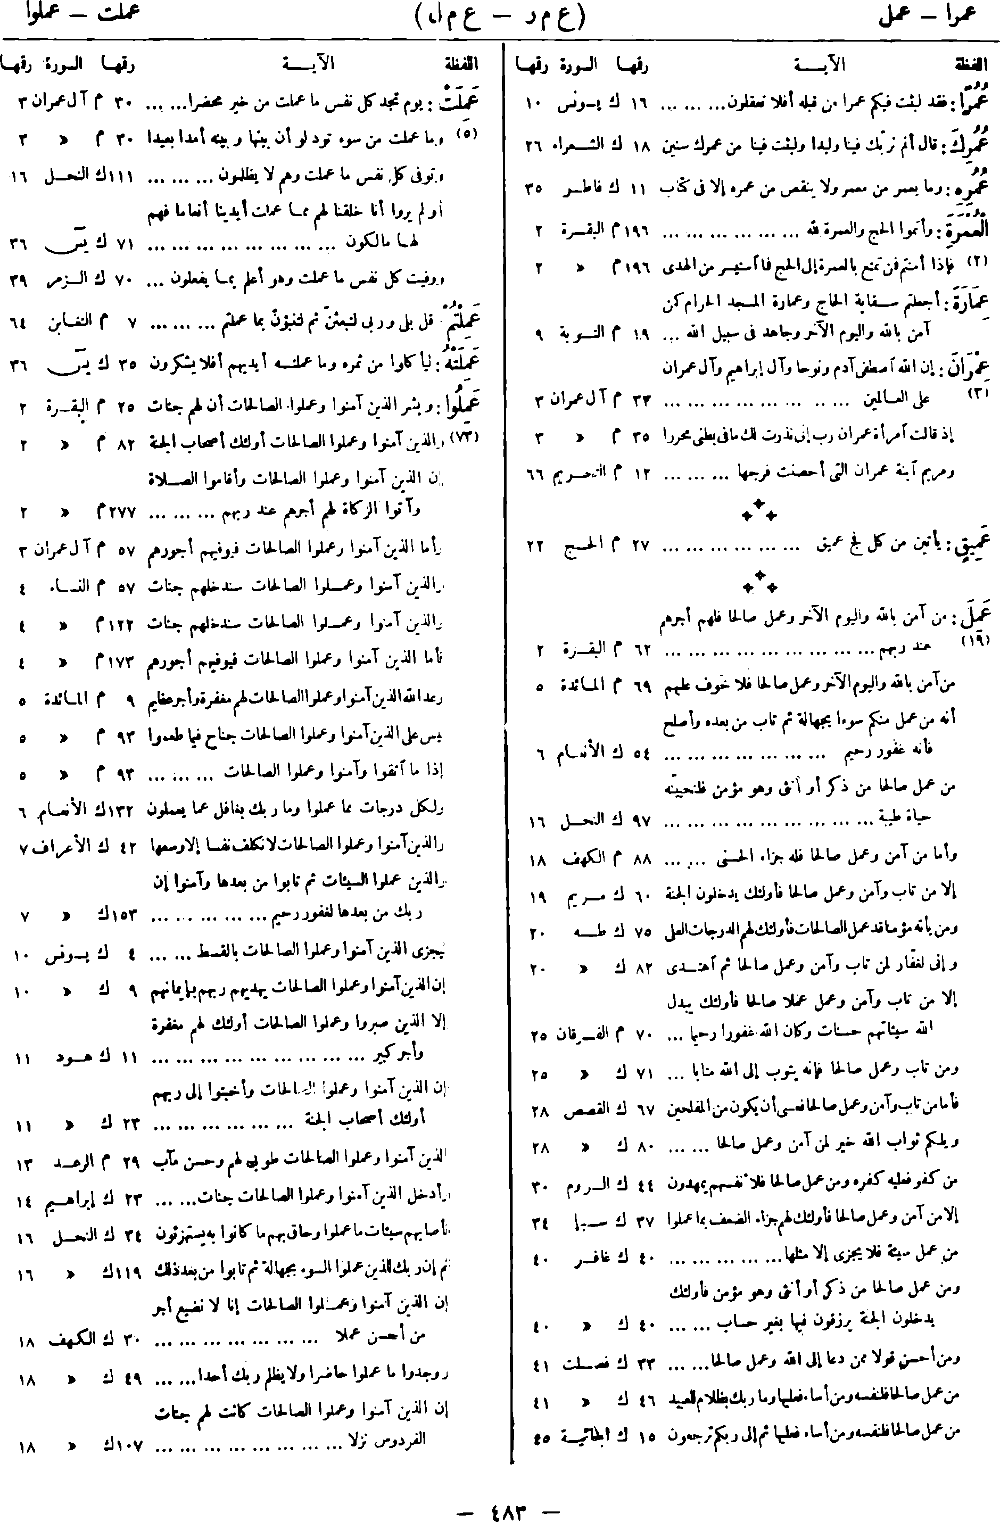 عمرا – عمل
(ع م ر – ع م ل)
عملت – عملوا
اللفظة الآيــة رقمها السورة رقمها
عُمُرًا: فقد لبثت فيكم عمرا من قبله أفلا تعقلون... ... ... ١٦ ك يونس ١٠
عُمُرِكَ: قال ألم نربّك فينا وليدا ولبثت فينا من عمرك سنين ١٨ ك الشعراء ٢٦
عُمُرِهِ: وما يعمر من معمر ولا ينقص من عمره إلا فى كتاب ١١ ك فاطر ٣٥
الْعُمْرَةَ: وأتموا الحج والعمرة لله ... ... ... ... ... ... ١٩٦ م البقرة ٢
(٢) فإذا أمنتم فمن تمتع بالعمرة إلى الحج فما أستيسر من الهدى ١٩٦ م » ٢
عِمَارَةَ: أجعلتم سقاية الحاج وعمارة المسجد الحرام كمن
آمن بالله واليوم الآخر وجاهد فى سبيل الله ... ١٩ م التوبة ٩
عِمْرَانَ: إن الله أصطفى آدم ونوحا وآل إبراهيم وآل عمران
(٣) على العالمين ... ... ... ... ... ... ... ... ٣٣ م آل عمران ٣
إذ قالت أمرأة عمران رب إنى نذرت لك ما فى بطنى محررا ٣٥ م » ٣
ومريم آبنة عمران التى أحصنت فرجها ... ... ... ١٢ م التحريم ٦٦
عَمِيقٍ: يأتين من كل فج عميق ... ... ... ... ... ... ٢٧ م الحج ٢٢
عَمِلَ: من آمن بالله واليوم الآخر وعمل صالحا فلهم أجرهم
(١٩) عند ربهم ... ... ... ... ... ... ... ... ... ٦٢ م البقرة ٢
من آمن بالله واليوم الآخر وعمل صالحا فلا خوف عليهم ٦٩ م المائدة ٥
أنه من عمل منكم سوءا بجهالة ثم تاب من بعده وأصلح
فأنه غفور رحيم ... ... ... ... ... ... ... ٥٤ ك الأنعام ٦
من عمل صالحا من ذكر أو أنثى وهو مؤمن فلنحيينّه
حياة طيبة ... ... ... ... ... ... ... ... ... ٩٧ ك النحل ١٦
وأما من آمن وعمل صالحا فله جزاء الحسنى ... ... ٨٨ م الكهف ١٨
إلا من تاب وآمن وعمل صالحا فأولئك يدخلون الجنة ٦٠ ك مريم ١٩
ومن يأته مؤمنا قد عمل الصالحات فأولئك لهم الدرجات العلى ٧٥ ك طه ٢٠
وإنى لغفّار لمن تاب وآمن وعمل صالحا ثم أهتدى ٨٢ ك » ٢٠
إلا من تاب وآمن وعمل عملا صالحا فأولئك يبدل
الله سيئاتهم حسنات وكان الله غفورا رحيما ... ٧٠ م الفرقان ٢٥
ومن تاب وعمل صالحا فإنه يتوب إلى الله متابا ... ٧١ ك » ٢٥
فأما من تاب وآمن وعمل صالحا فعسى أن يكون من المفلحين ٦٧ ك القصص ٢٨
ويلكم ثواب الله خير لمن آمن وعمل صالحا ... ... ٨٠ ك » ٢٨
من كفر فعليه كفره ومن عمل صالحا فلأنفسهم يمهدون ٤٤ ك الروم ٣٠
إلا من آمن وعمل صالحا فأولئك لهم جزاء الضعف بما عملوا ٣٧ ك سبإ ٣٤
من عمل سيئة فلا يجزى إلا مثلها... ... ... ... ... ٤٠ ك غافر ٤٠
ومن عمل صالحا من ذكر أو أنثى وهو مؤمن فأولئك
يدخلون الجنة يرزقون فيها بغير حساب ... ... ٤٠ ك » ٤٠
ومن أحسن قولا ممن دعا إلى الله وعمل صالحا... ... ٣٣ ك فصلت ٤١
من عمل صالحا فلنفسه ومن أساء فعليها وما ربك بظلام للعبيد ٤٦ ك » ٤١
من عمل صالحا فلنفسه ومن أساء فعليها ثم إلى ربكم ترجعون ١٥ ك الجاثية ٤٥
اللفظة الآيــة رقمها السورة رقمها
عَمِلَتْ: يوم تجد كل نفس ما عملت من خير محضرا... ... ٣٠ م آل عمران ٣
(٥) وما عملت من سوء تود لو أن بينها وبينه أمدا بعيدا ٣٠ م » ٣
وتوفى كل نفس ما عملت وهم لا يظلمون ... ... ... ١١١ ك النحل ١٦
أولم يروا أنا خلقنا لهم مما عملت أيدينا أنعاما فهم
لها مالكون ... ... ... ... ... ... ... ... ٧١ ك يسٓ ٣٦
ووفيت كل نفس ما عملت وهو أعلم بما يفعلون ... ٧٠ ك الزمر ٣٩
عَمِلْتُمْ: قل بلى وربى لتبعثنّ ثم لتنبؤنّ بما عملتم ... ... ... ٧ م التغابن ٦٤
عَمِلَتْهُ: ليأكلوا من ثمره وما عملته أيديهم أفلا يشكرون ٣٥ ك يسٓ ٣٦
عَمِلُوا: وبشر الذين آمنوا وعملوا الصالحات أن لهم جنات ٢٥ م البقرة ٢
(٧٣) والذين آمنوا وعملوا الصالحات أولئك أصحاب الجنة ٨٢ م » ٢
إن الذين آمنوا وعملوا الصالحات وأقاموا الصلاة
وآتوا الزكاة لهم أجرهم عند ربهم ... ... ... ٢٧٧ م » ٢
وأما الذين آمنوا وعملوا الصالحات فيوفيهم أجورهم ٥٧ م آل عمران ٣
والذين آمنوا وعملوا الصالحات سندخلهم جنات ٥٧ م النساء ٤
والذين آمنوا وعملوا الصالحات سندخلهم جنات ١٢٢ م » ٤
فأما الذين آمنوا وعملوا الصالحات فيوفيهم أجورهم ١٧٣ م » ٤
وعد الله الذين آمنوا وعملوا الصالحات لهم مغفرة وأجر عظيم ٩ م المائدة ٥
ليس على الذين آمنوا وعملوا الصالحات جناح فيما طعموا ٩٣ م » ٥
إذا ما أتقوا وآمنوا وعملوا الصالحات ... ... ... ٩٣ م » ٥
ولكل درجات مما عملوا وما ربك بغافل عما يعملون ١٣٢ ك الأنعام ٦
والذين آمنوا وعملوا الصالحات لا نكلف نفسا إلا وسعها ٤٢ ك الأعراف ٧
والذين عملوا السيئات ثم تابوا من بعدها وآمنوا إن
ربك من بعدها لغفور رحيم ... ... ... ... ... ١٥٣ ك » ٧
ليجزى الذين آمنوا وعملوا الصالحات بالقسط ... ... ٤ ك يونس ١٠
إن الذين آمنوا وعملوا الصالحات يهديهم ربهم بإيمانهم ٩ ك » ١٠
إلا الذين صبروا وعملوا الصالحات أولئك لهم مغفرة
وأجر كبير ... ... ... ... ... ... ... ... ... ١١ ك هود ١١
إن الذين آمنوا وعملوا الصالحات وأخبتوا إلى ربهم
أولئك أصحاب الجنة ... ... ... ... ... ... ... ٢٣ ك » ١١
الذين آمنوا وعملوا الصالحات طوبى لهم وحسن مآب ٢٩ م الرعد ١٣
وأدخل الذين آمنوا وعملوا الصالحات جنات... ... ... ٢٣ ك إبراهيم ١٤
فأصابهم سيئات ما عملوا وحاق بهم ما كانوا به يستهزئون ٣٤ ك النحل ١٦
ثم إن ربك للذين عملوا السوء بجهالة ثم تابوا من بعد ذلك ١١٩ ك » ١٦
إن الذين آمنوا وعملوا الصالحات إنا لا نضيع أجر
من أحسن عملا ... ... ... ... ... ... ... ٣٠ ك الكهف ١٨
ووجدوا ما عملوا حاضرا ولا يظلم ربك أحدا... ... ٤٩ ك » ١٨
إن الذين آمنوا وعملوا الصالحات كانت لهم جنات
الفردوس نزلا ... ... ... ... ... ... ... ... ١٠٧ ك » ١٨
– ٤٨٣ –